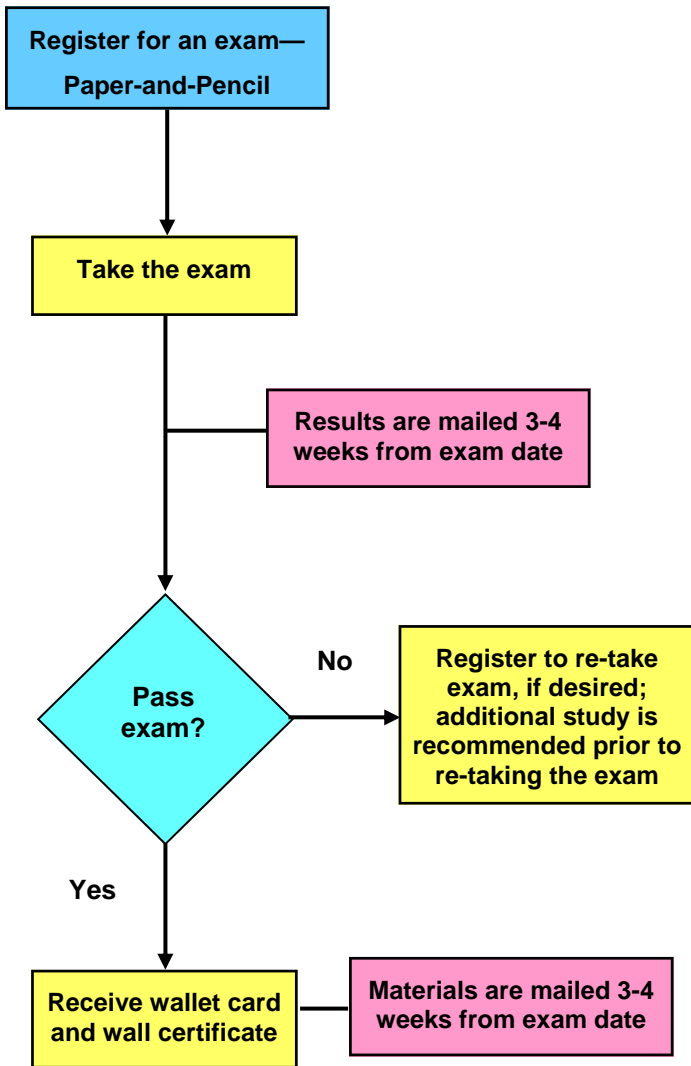 Register for an exam—
Paper-and-Pencil
Take the exam
Results are mailed 3-4
weeks from exam date
Pass
exam?
No
Register to re-take
exam, if desired;
additional study is
recommended prior to
re-taking the exam
Yes
Receive wallet card
and wall certificate
Materials are mailed 3-4
weeks from exam date